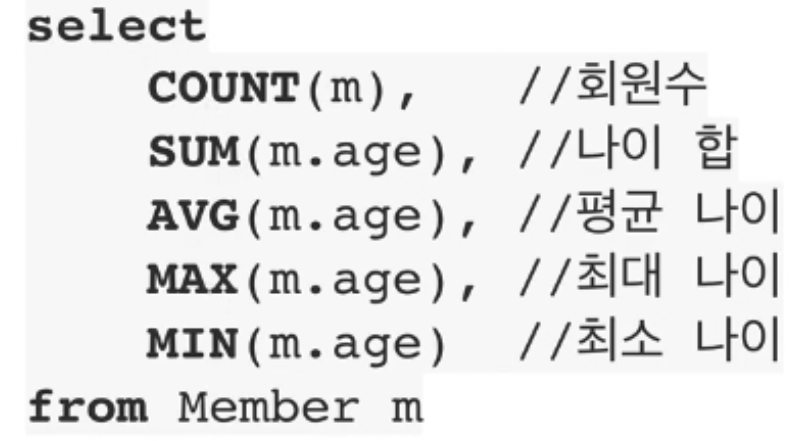 select
    COUNT(m),    //회원수
    SUM(m.age), //나이 합
    AVG(m.age), //평균 나이
    MAX(m.age), //최대 나이
    MIN(m.age)  //최소 나이
from Member m